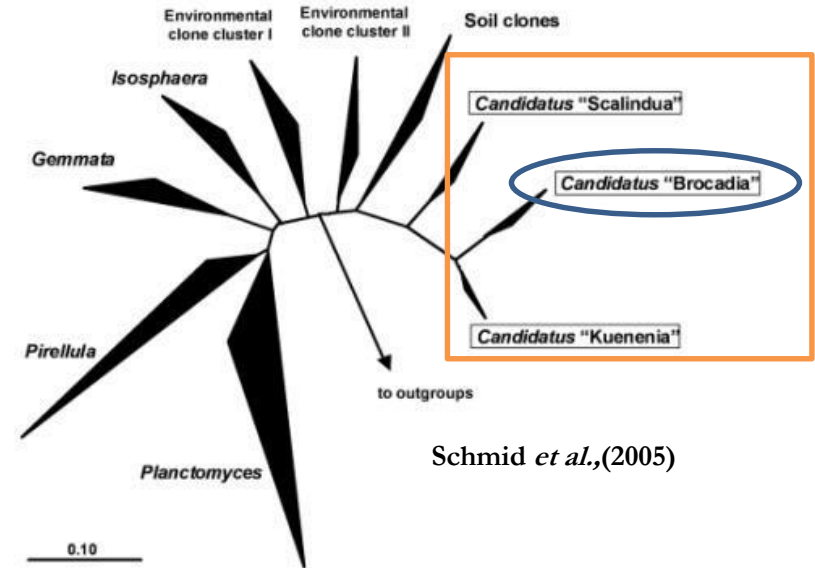 Environmental
clone cluster I
Environmental
clone cluster II
Soil clones
Isosphaera
Candidatus “Scalindua”
Gemmata
Candidatus “Brocadia”
Candidatus “Kuenenia”
Pirellula
to outgroups
Schmid et al.,(2005)
Planctomyces
0.10